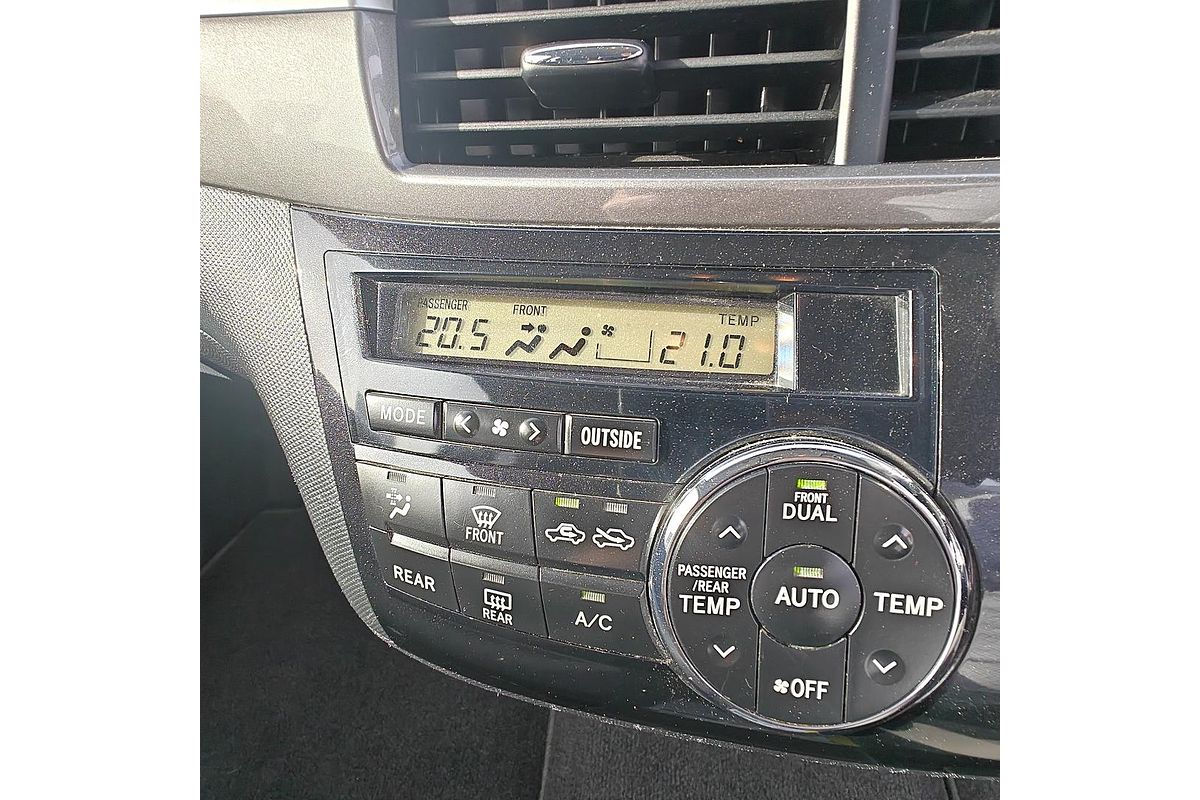 PASSENGER FRONT TEMP
20.5 21.0
MODE
OUTSIDE
FRONT
REAR
REAR
A/C
FRONT
DUAL
PASSENGER
/REAR
TEMP
AUTO
TEMP
OFF